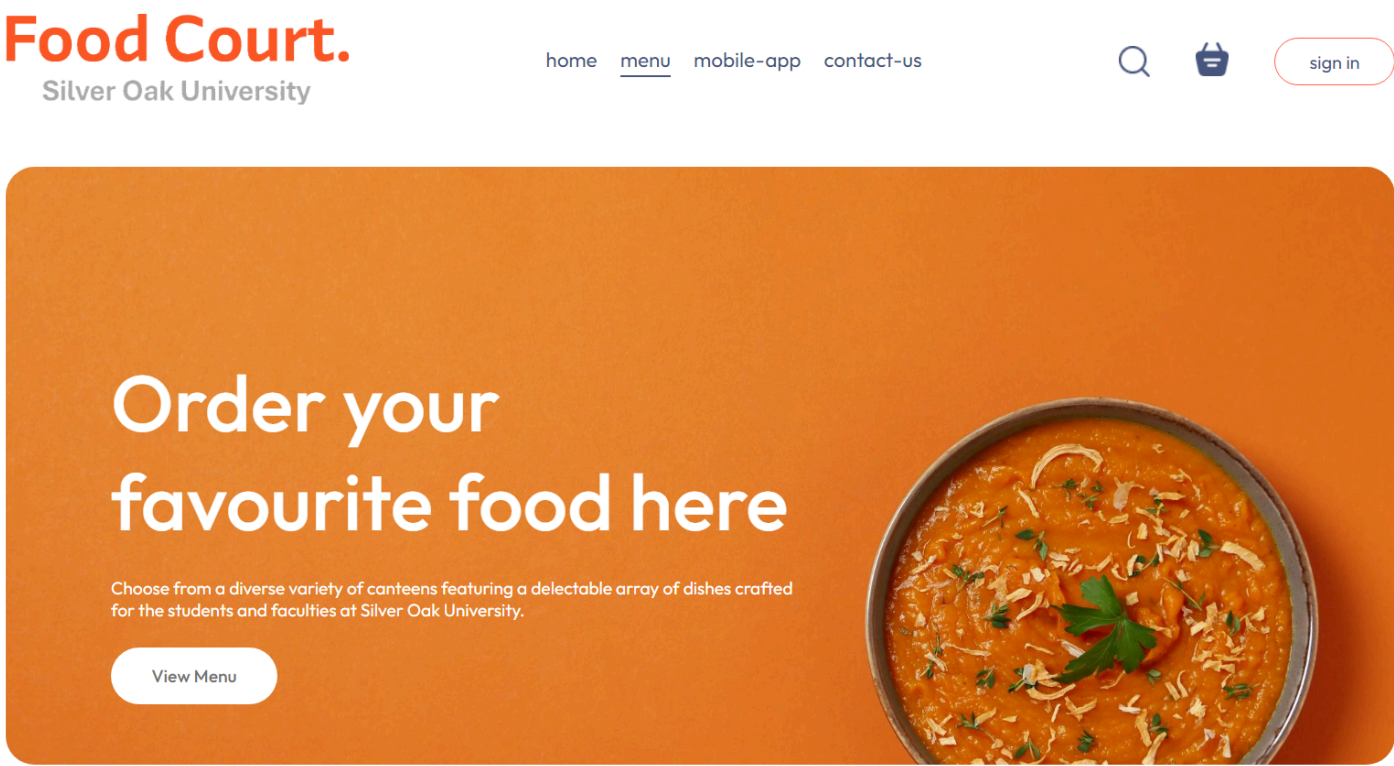 Food Court.
Silver Oak University
home menu mobile-app contact-us sign in
Order your
favourite food here
Choose from a diverse variety of canteens featuring a delectable array of dishes crafted
for the students and faculties at Silver Oak University.
View Menu